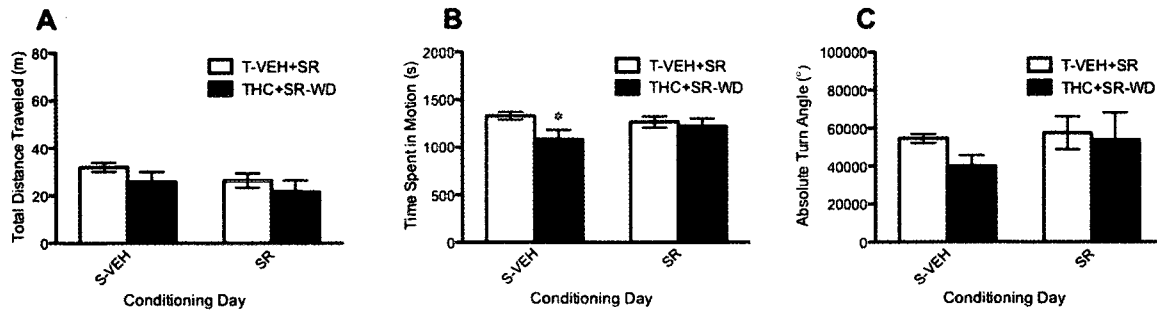 A
Total Distance Traveled (m)
80
60
40
20
0
T-VEH+SR
THC+SR-WD
S-VEH
SR
Conditioning Day
B
Time Spent in Motion (s)
2000
1500
1000
500
0
T-VEH+SR
THC+SR-WD
*
S-VEH
SR
Conditioning Day
C
Absolute Turn Angle (°)
100000
80000
60000
40000
20000
0
T-VEH+SR
THC+SR-WD
S-VEH
SR
Conditioning Day